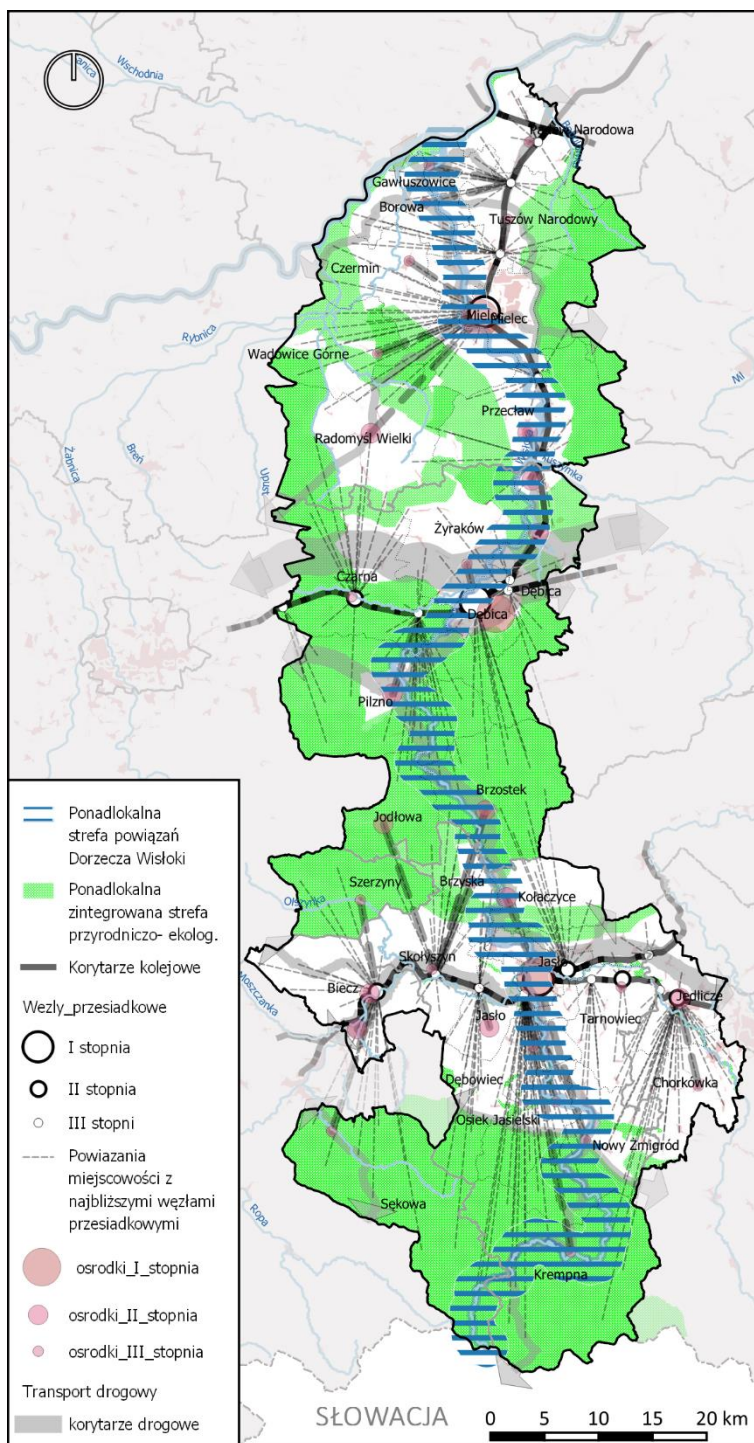 Wschodnia
Narodowa
Gawłuszowice
Borowa
Tuszów Narodowy
Czermin
Mielec
Mielec
Rybnica
Wadowice Górne
Przecław
Radomyśl Wielki
Żabnica
Breń
Upust
Żyraków
Czarna
Dębica
Dębica
Pilzno
Brzostek
Jodłowa
Szerzyny
Brzyska
Kołaczyce
Olszynka
Skołyszyn
Jasło
Moszczanka
Biecz
Jedlicze
Jasło
Tarnowiec
Dębowiec
Chorkówka
Osiek Jasielski
Nowy Żmigród
Sękowa
Ropa
Krempna
SŁOWACJA
0 5 10 15 20 km
Ponadlokalna
strefa powiązań
Dorzecza Wisłoki
Ponadlokalna
zintegrowana strefa
przyrodniczo- ekolog.
Korytarze kolejowe
Wezly_przesiadkowe
I stopnia
II stopnia
III stopni
Powiazania
miejscowości z
najbliższymi węzłami
przesiadkowymi
osrodki_I_stopnia
osrodki_II_stopnia
osrodki_III_stopnia
Transport drogowy
korytarze drogowe